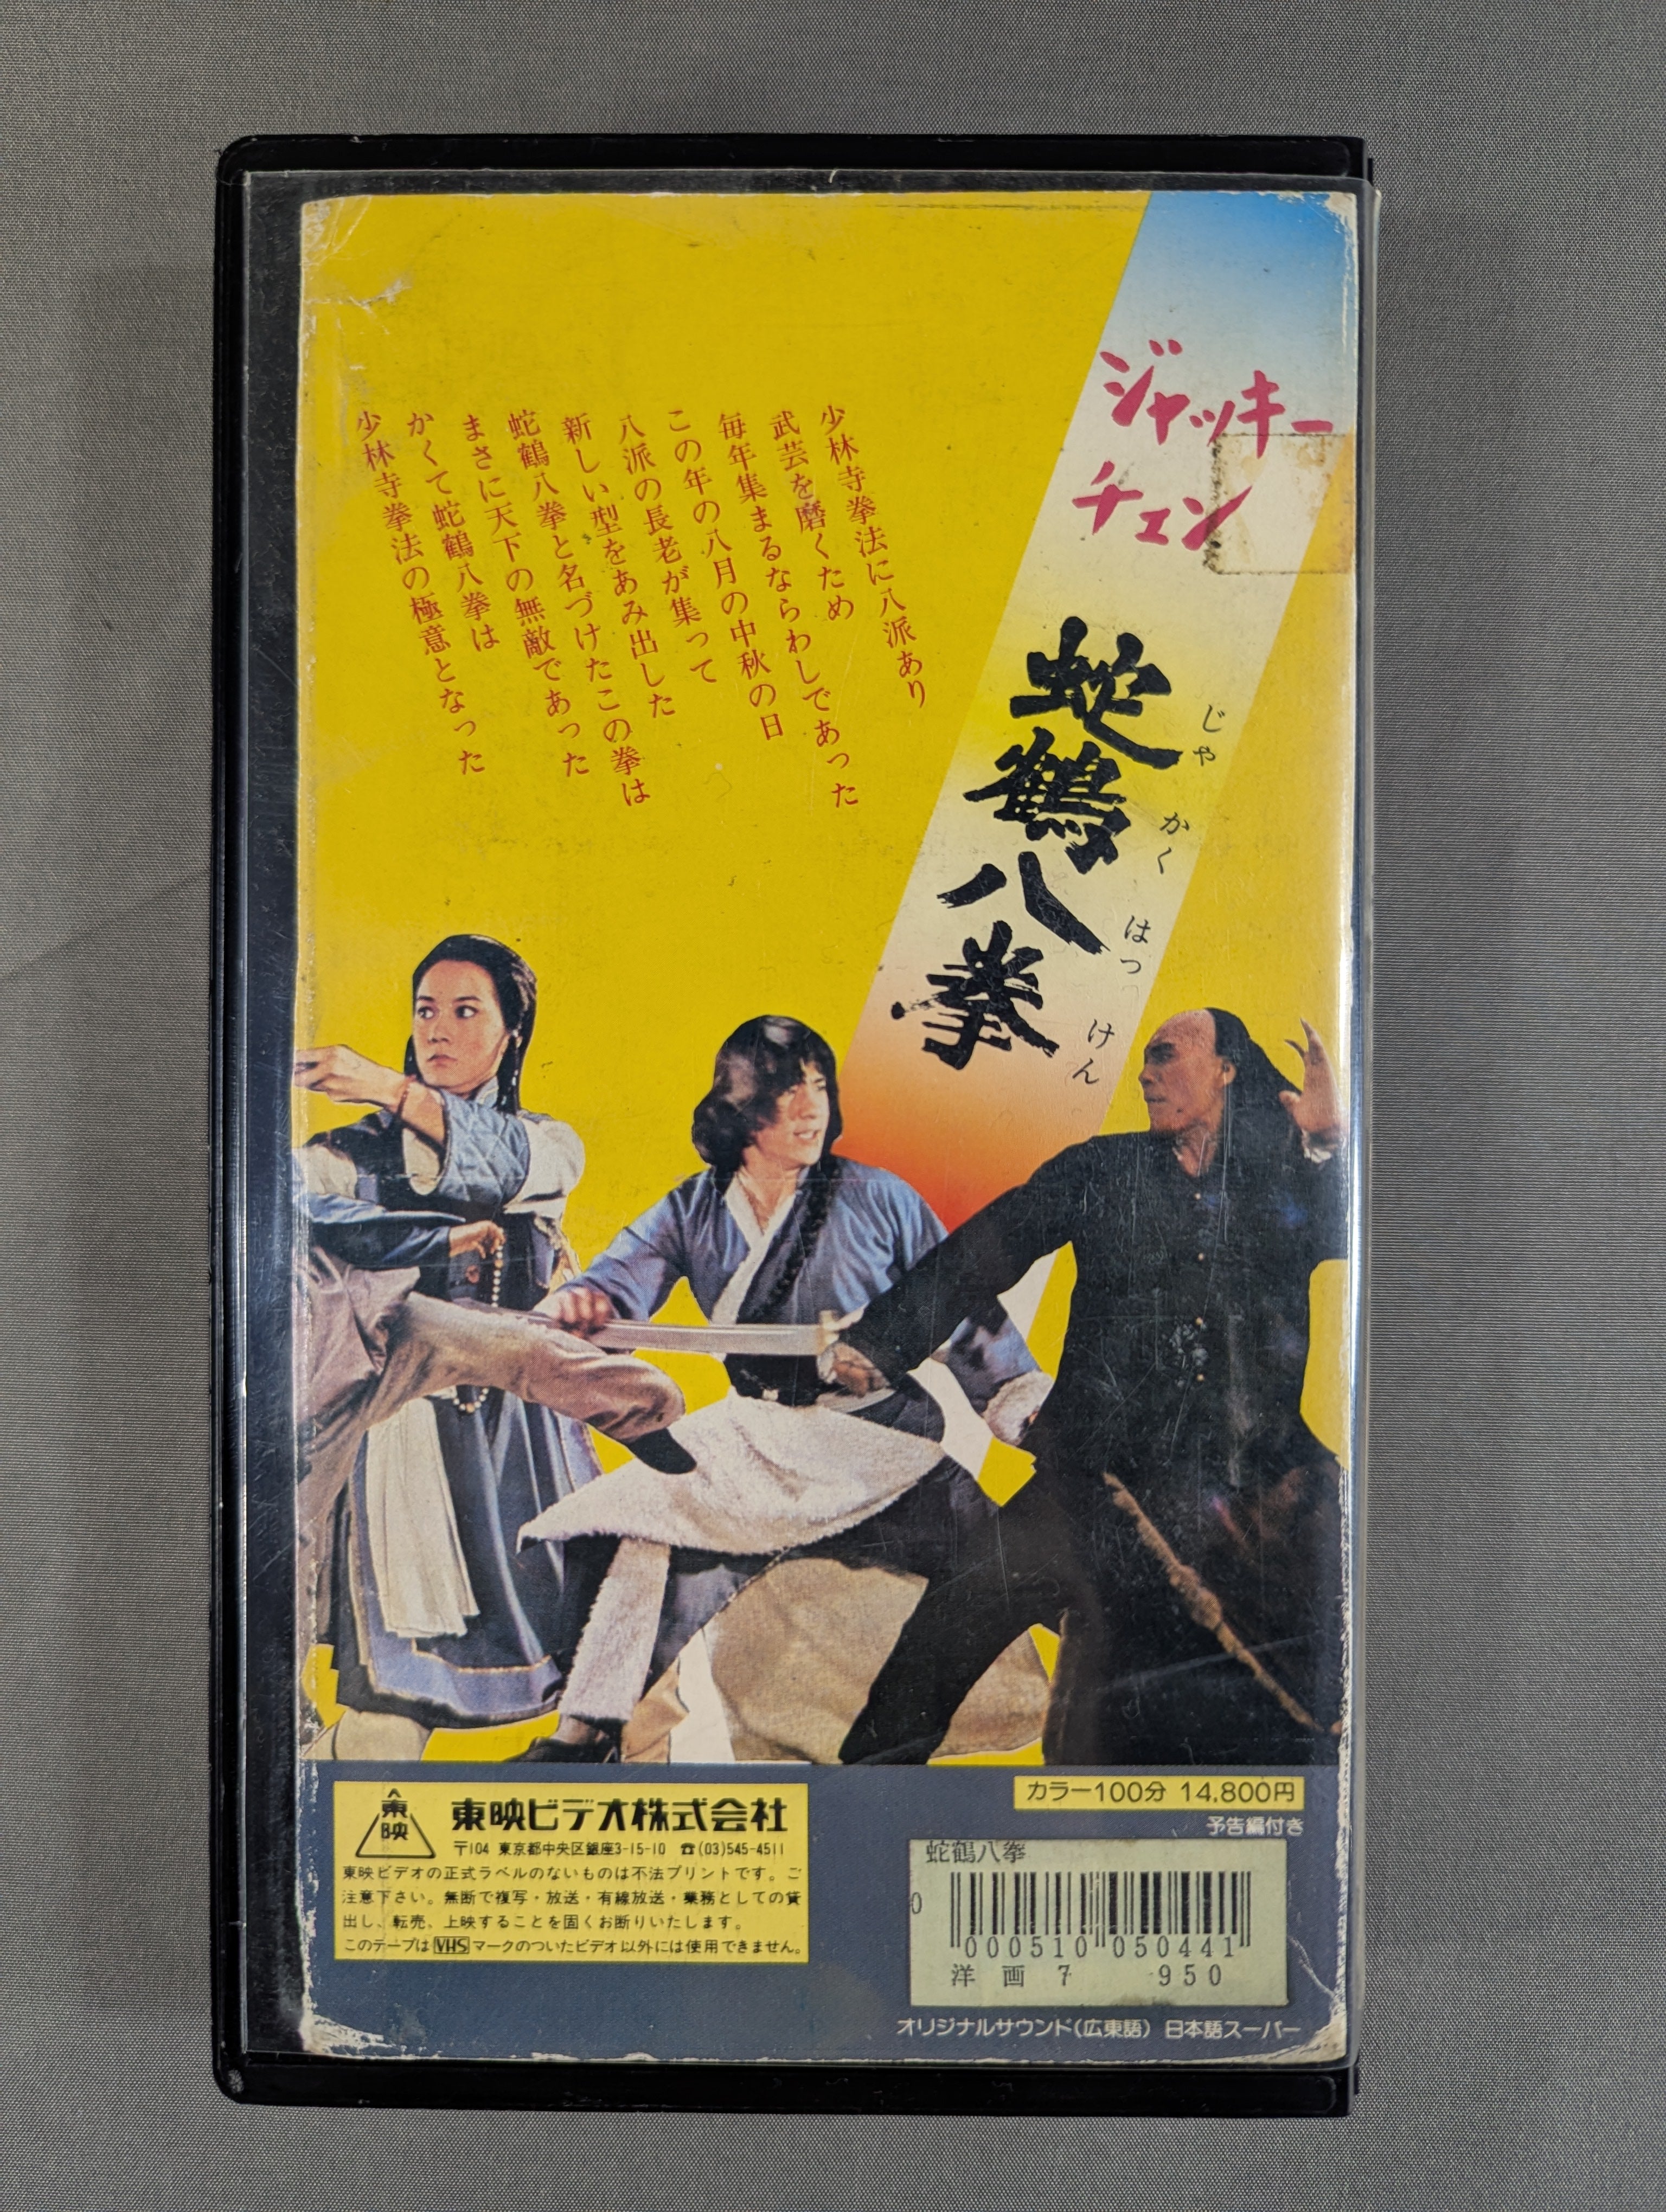 ジャッキー
チェン
蛇鶴八拳
じゃ かく はっ けん
少林寺拳法に八派あり
武芸を磨くため
毎年集まるならわしであった
この年の八月の中秋の日
八派の長老が集って
新しい型をあみ出した
蛇鶴八拳と名づけたこの拳は
まさに天下の無敵であった
かくて蛇鶴八拳は
少林寺拳法の極意となった
東映
東映ビデオ株式会社
〒104 東京都中央区銀座3-15-10 ☎(03)545-4511
東映ビデオの正式ラベルのないものは不法プリントです。ご
注意下さい。無断で複写・放送・有線放送・業務としての貸
出し、転売、上映することを固くお断りいたします。
このテープはVHSマークのついたビデオ以外には使用できません。
カラー100分 14,800円
予告編付き
蛇鶴八拳
0
000510 050441
洋 画 7 950
オリジナルサウンド(広東語) 日本語スーパー